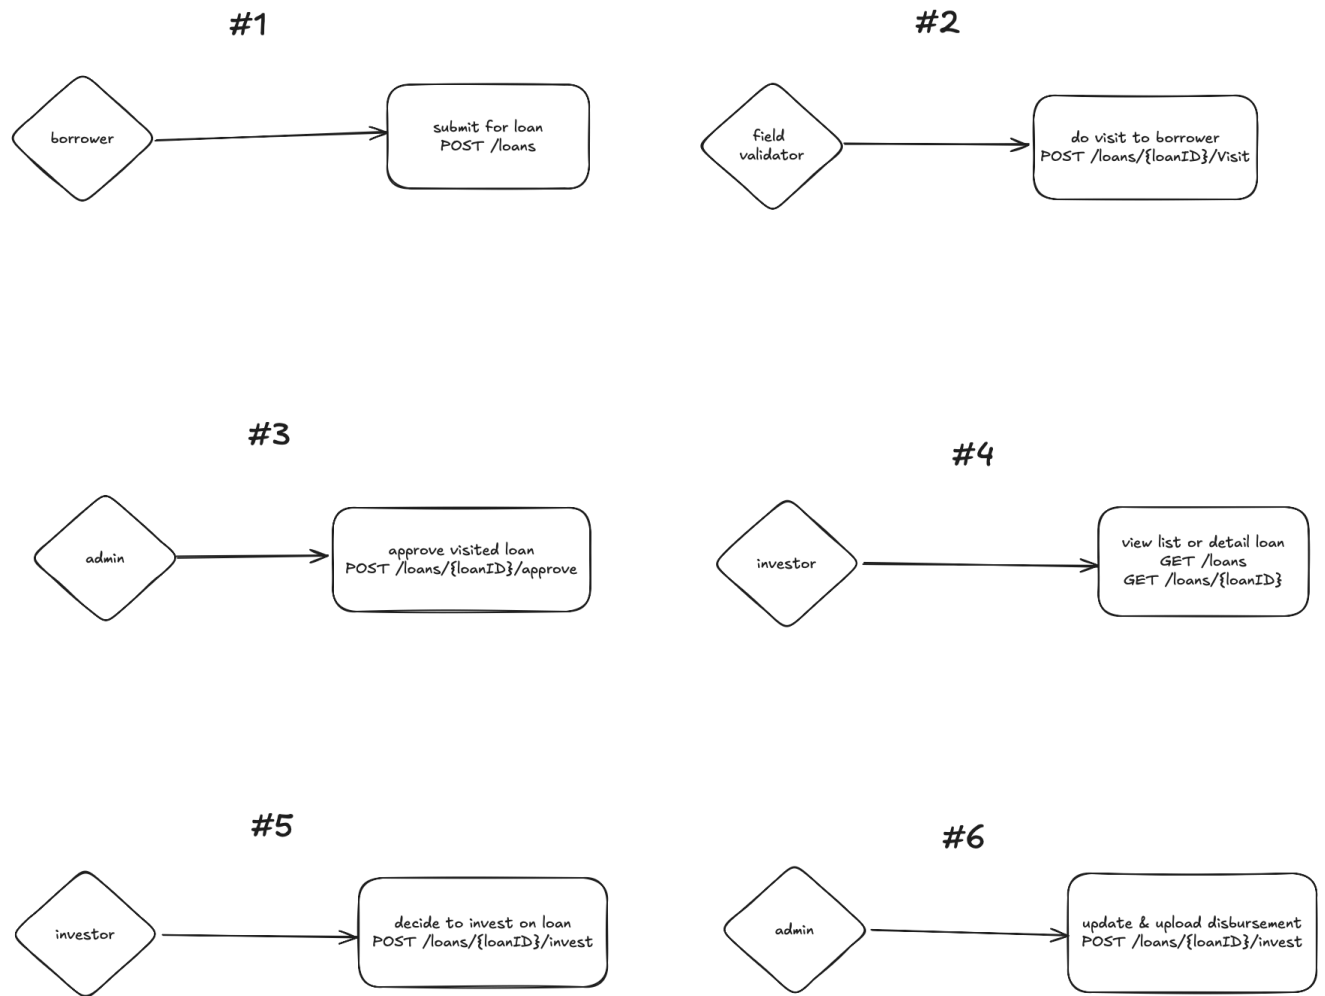 #1
borrower
submit for loan
POST /loans
#2
field
validator
do visit to borrower
POST /loans/{loanID}/Visit
#3
admin
approve visited loan
POST /loans/{loanID}/approve
#4
investor
view list or detail loan
GET /loans
GET /loans/{loanID}
#5
investor
decide to invest on loan
POST /loans/{loanID}/invest
#6
admin
update & upload disbursement
POST /loans/{loanID}/invest